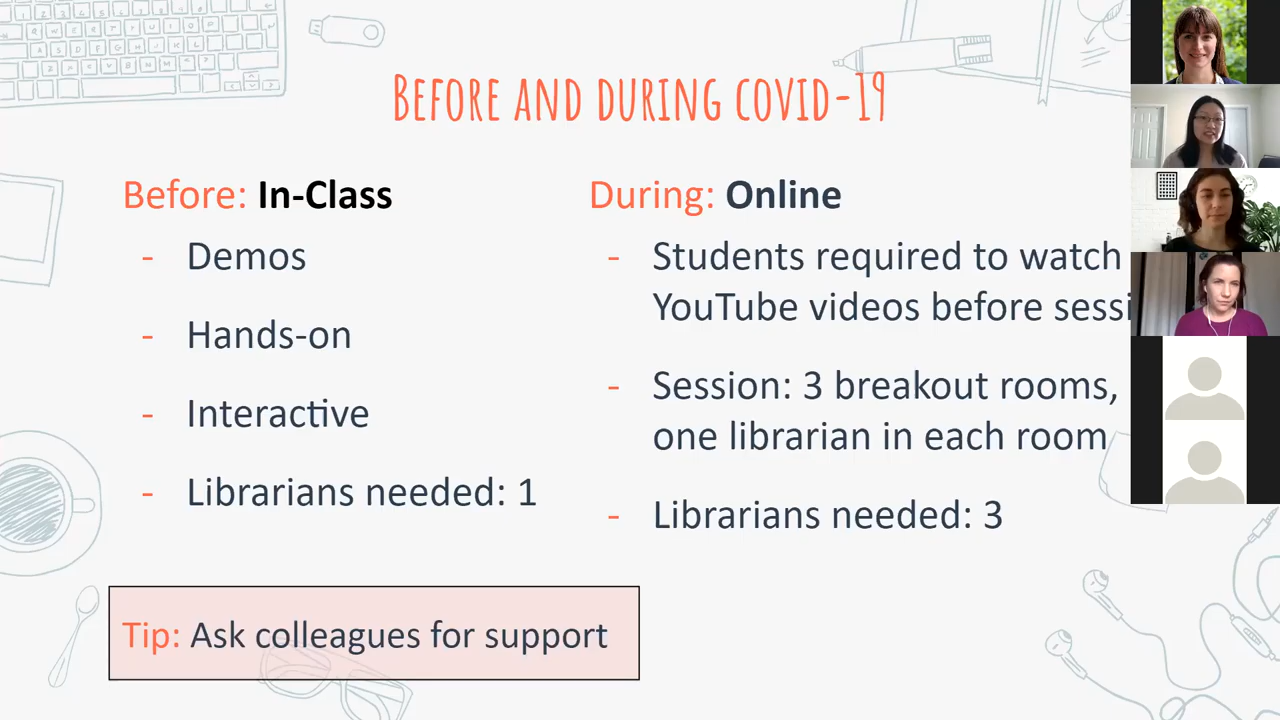 Before and during covid-19
Before: In-Class
- Demos
- Hands-on
- Interactive
- Librarians needed: 1
During: Online
- Students required to watch
YouTube videos before sessi
- Session: 3 breakout rooms,
one librarian in each room
- Librarians needed: 3
Tip: Ask colleagues for support